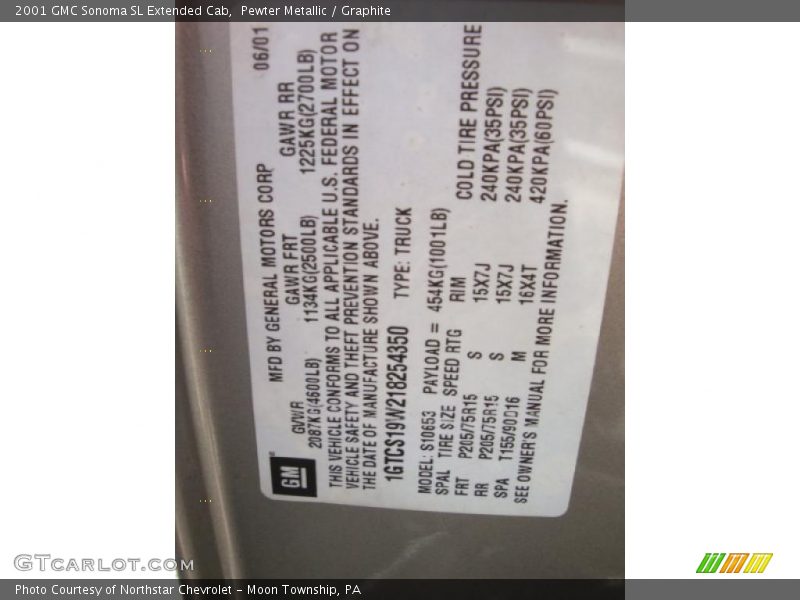 2001 GMC Sonoma SL Extended Cab, Pewter Metallic / Graphite
MFD BY GENERAL MOTORS CORP 06/01
GVWR GAWR FRT GAWR RR
2087KG(4600LB) 1134KG(2500LB) 1225KG(2700LB)
THIS VEHICLE CONFORMS TO ALL APPLICABLE U.S. FEDERAL MOTOR
VEHICLE SAFETY AND THEFT PREVENTION STANDARDS IN EFFECT ON
THE DATE OF MANUFACTURE SHOWN ABOVE.
GM
1GTCS19W218254350 TYPE: TRUCK
MODEL: S10653 PAYLOAD = 454KG(1001LB)
SPAL TIRE SIZE SPEED RTG RIM COLD TIRE PRESSURE
FRT P205/75R15 S 15X7J 240KPA(35PSI)
RR P205/75R15 S 15X7J 240KPA(35PSI)
SPA T155/90D16 M 16X4T 420KPA(60PSI)
SEE OWNER'S MANUAL FOR MORE INFORMATION.
GTcarlot.com
Photo Courtesy of Northstar Chevrolet - Moon Township, PA